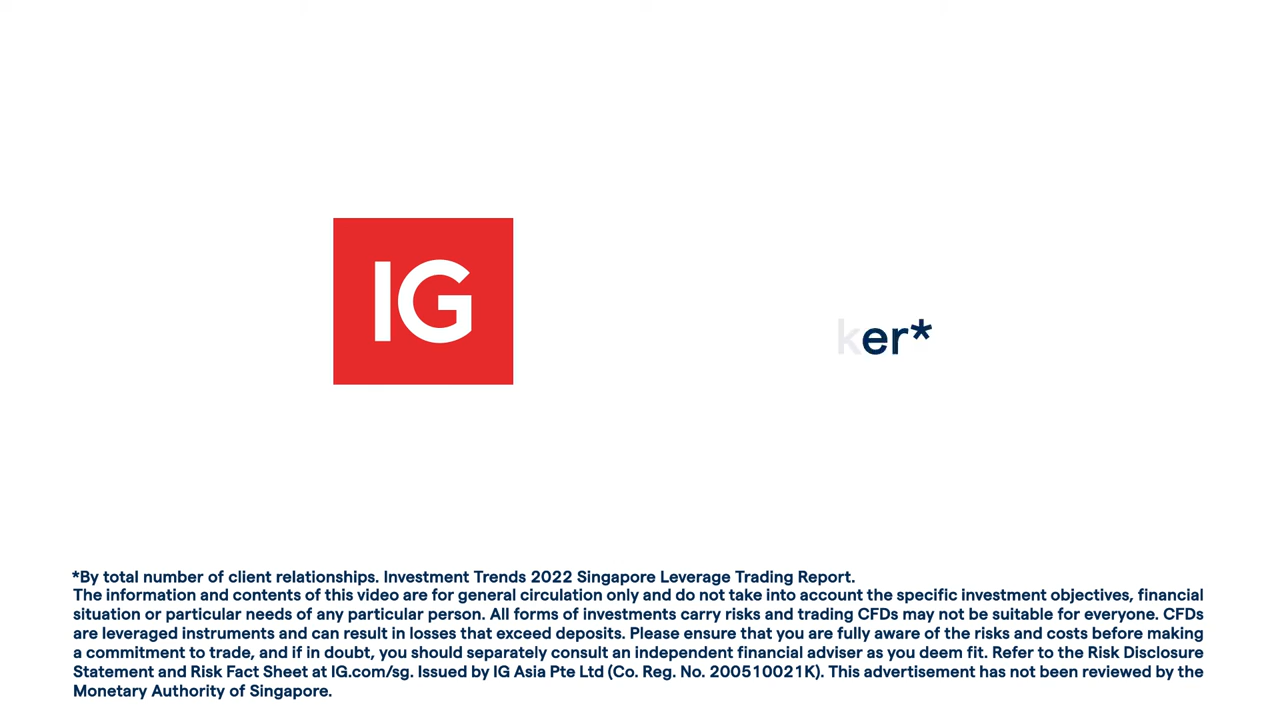 IG
ker*
*By total number of client relationships. Investment Trends 2022 Singapore Leverage Trading Report.
The information and contents of this video are for general circulation only and do not take into account the specific investment objectives, financial
situation or particular needs of any particular person. All forms of investments carry risks and trading CFDs may not be suitable for everyone. CFDs
are leveraged instruments and can result in losses that exceed deposits. Please ensure that you are fully aware of the risks and costs before making
a commitment to trade, and if in doubt, you should separately consult an independent financial adviser as you deem fit. Refer to the Risk Disclosure
Statement and Risk Fact Sheet at IG.com/sg. Issued by IG Asia Pte Ltd (Co. Reg. No. 200510021K). This advertisement has not been reviewed by the
Monetary Authority of Singapore.